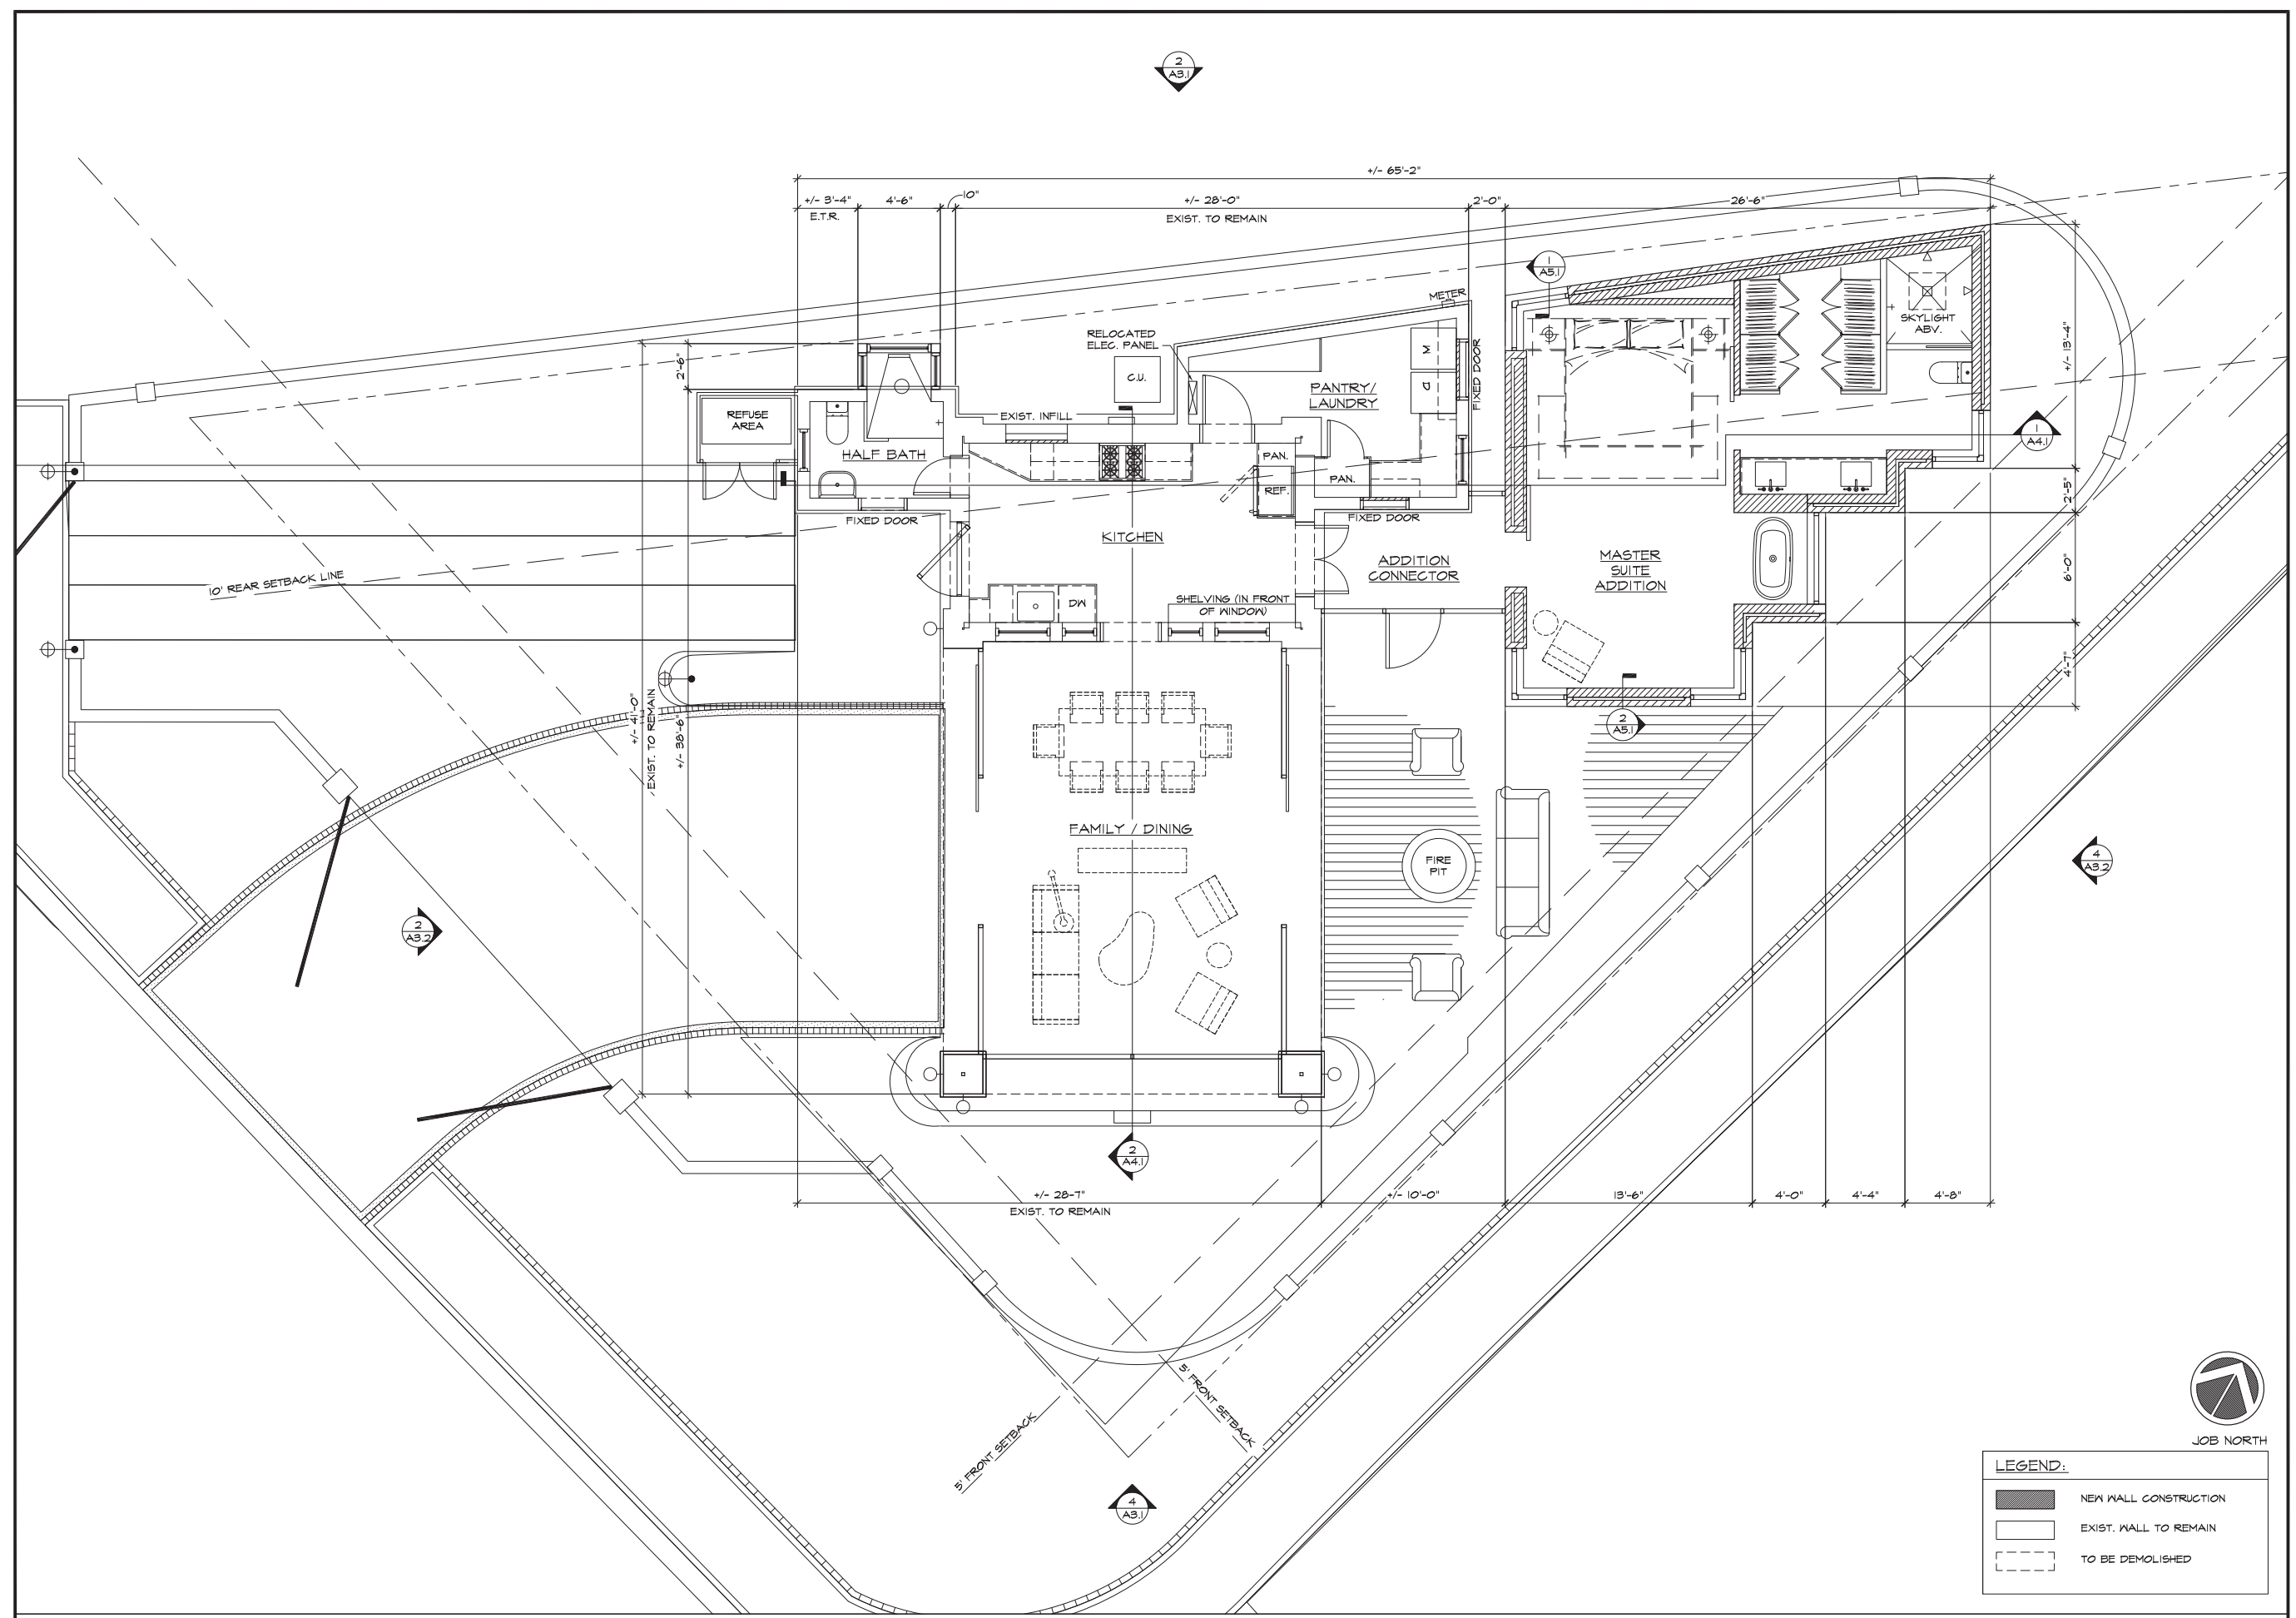 2
A3.1
+/- 65'-2"
+/- 3'-4"
E.T.R.
4'-6"
10"
+/- 28'-0"
EXIST. TO REMAIN
2'-0"
26'-6"
1
A5.1
METER
RELOCATED
ELEC. PANEL
C.U.
SKYLIGHT
ABV.
+/- 13'-4"
2'-6"
FIXED DOOR
M
D
PANTRY/
LAUNDRY
REFUSE
AREA
EXIST. INFILL
1
A4.1
HALF BATH
PAN.
PAN.
REF.
2'-5"
FIXED DOOR
FIXED DOOR
KITCHEN
ADDITION
CONNECTOR
MASTER
SUITE
ADDITION
6'-0"
10' REAR SETBACK LINE
DW
SHELVING (IN FRONT
OF WINDOW)
4'-7"
+/- 41'-0"
EXIST. TO REMAIN
+/- 38'-6"
2
A5.1
FAMILY / DINING
FIRE
PIT
4
A3.2
2
A3.2
2
A4.1
+/- 28-7"
EXIST. TO REMAIN
+/- 10'-0"
13'-6"
4'-0"
4'-4"
4'-8"
5' FRONT SETBACK
5' FRONT SETBACK
4
A3.1
JOB NORTH
LEGEND:
NEW WALL CONSTRUCTION
EXIST. WALL TO REMAIN
TO BE DEMOLISHED